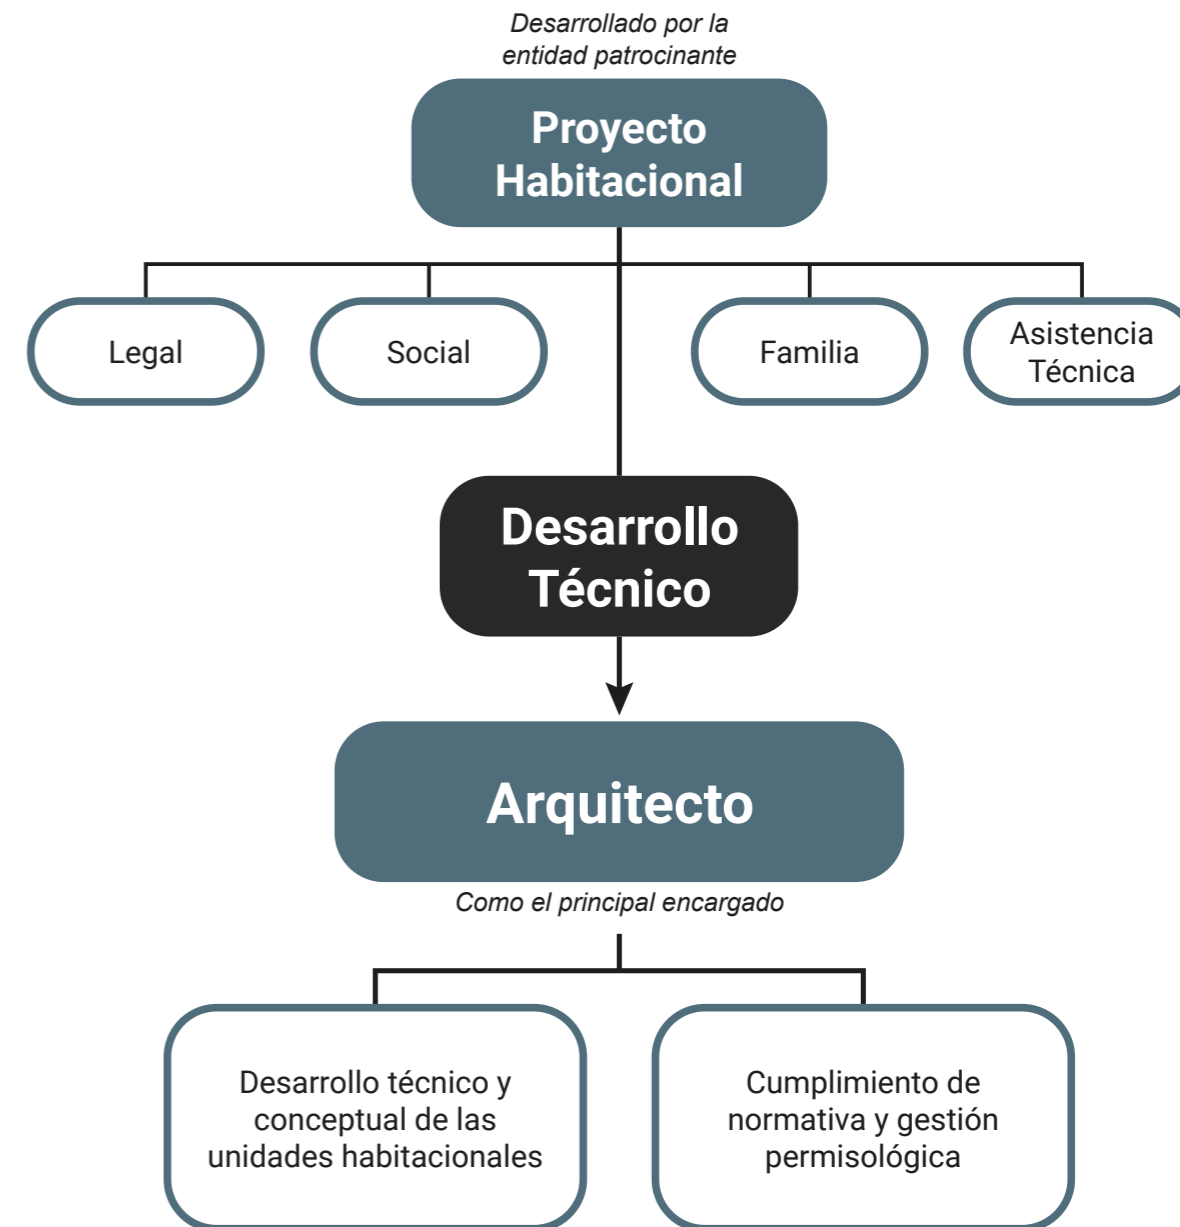 Desarrollado por la
entidad patrocinante
Proyecto
Habitacional
Legal
Social
Familia
Asistencia
Técnica
Desarrollo
Técnico
Arquitecto
Como el principal encargado
Desarrollo técnico y
conceptual de las
unidades habitacionales
Cumplimiento de
normativa y gestión
permisológica